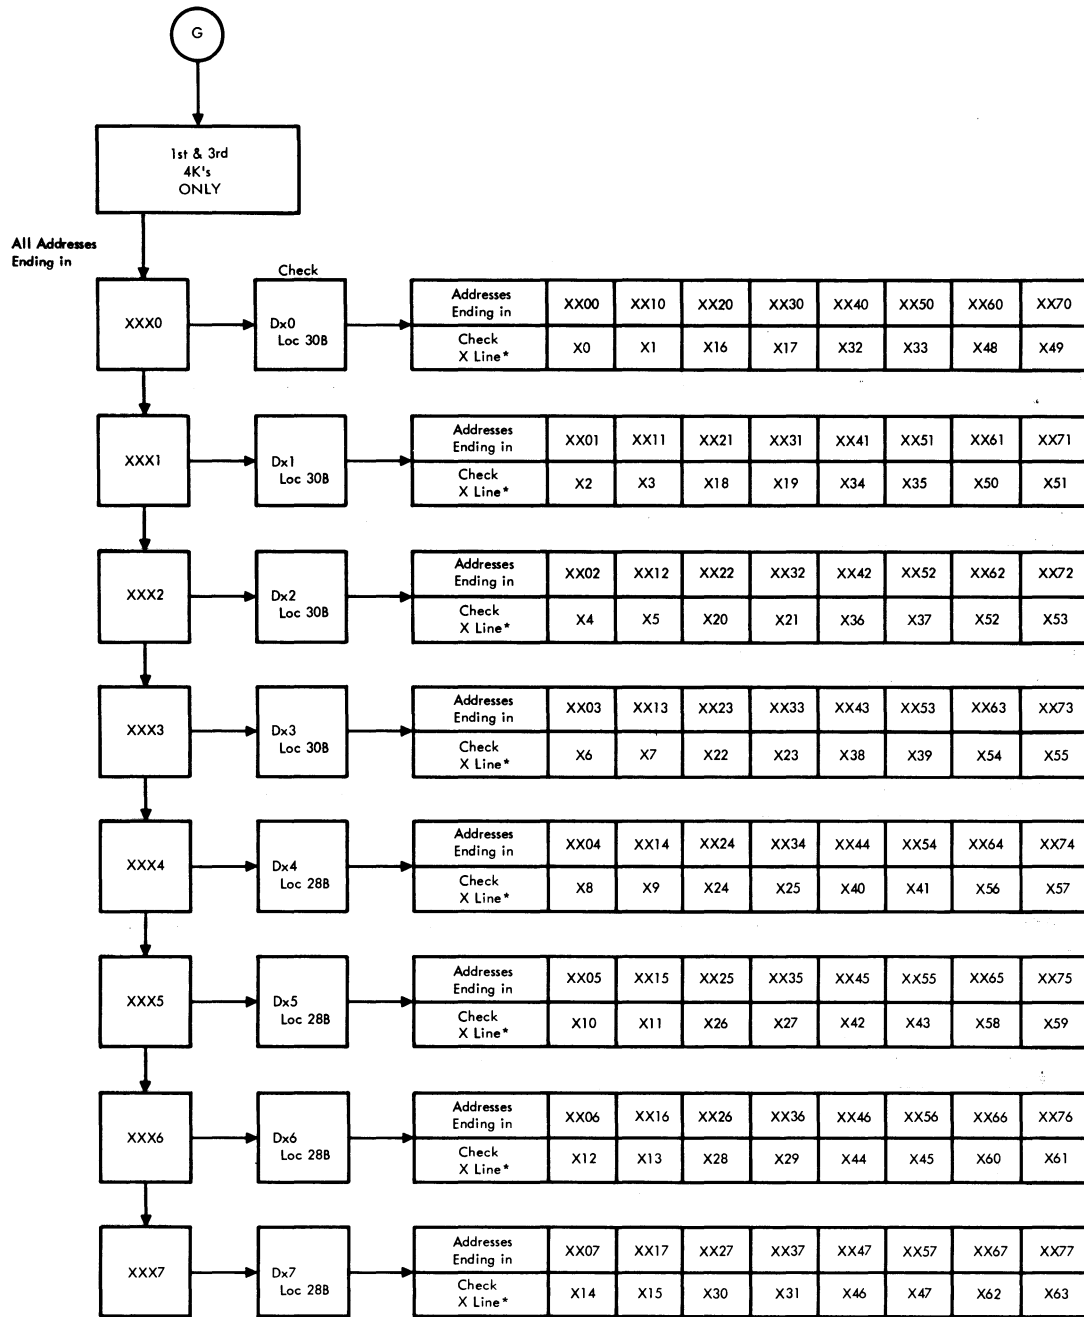 G
1st & 3rd
4K's
ONLY
All Addresses
Ending in
Check
XXX0
Dx0
Loc 30B
Addresses
Ending in
XX00 XX10 XX20 XX30 XX40 XX50 XX60 XX70
Check
X Line*
X0 X1 X16 X17 X32 X33 X48 X49
XXX1
Dx1
Loc 30B
Addresses
Ending in
XX01 XX11 XX21 XX31 XX41 XX51 XX61 XX71
Check
X Line*
X2 X3 X18 X19 X34 X35 X50 X51
XXX2
Dx2
Loc 30B
Addresses
Ending in
XX02 XX12 XX22 XX32 XX42 XX52 XX62 XX72
Check
X Line*
X4 X5 X20 X21 X36 X37 X52 X53
XXX3
Dx3
Loc 30B
Addresses
Ending in
XX03 XX13 XX23 XX33 XX43 XX53 XX63 XX73
Check
X Line*
X6 X7 X22 X23 X38 X39 X54 X55
XXX4
Dx4
Loc 28B
Addresses
Ending in
XX04 XX14 XX24 XX34 XX44 XX54 XX64 XX74
Check
X Line*
X8 X9 X24 X25 X40 X41 X56 X57
XXX5
Dx5
Loc 28B
Addresses
Ending in
XX05 XX15 XX25 XX35 XX45 XX55 XX65 XX75
Check
X Line*
X10 X11 X26 X27 X42 X43 X58 X59
XXX6
Dx6
Loc 28B
Addresses
Ending in
XX06 XX16 XX26 XX36 XX46 XX56 XX66 XX76
Check
X Line*
X12 X13 X28 X29 X44 X45 X60 X61
XXX7
Dx7
Loc 28B
Addresses
Ending in
XX07 XX17 XX27 XX37 XX47 XX57 XX67 XX77
Check
X Line*
X14 X15 X30 X31 X46 X47 X62 X63